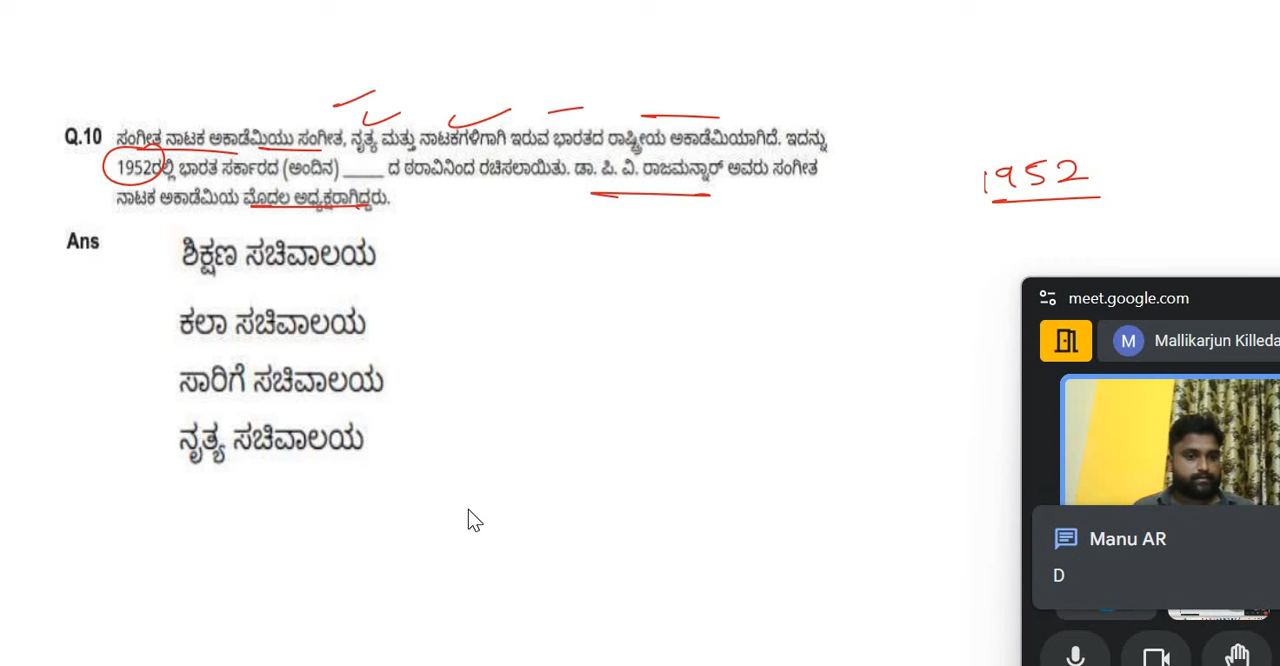 Q.10 ಸಂಗೀತ ನಾಟಕ ಅಕಾಡೆಮಿಯು ಸಂಗೀತ, ನೃತ್ಯ ಮತ್ತು ನಾಟಕಗಳಿಗಾಗಿ ಇರುವ ಭಾರತದ ರಾಷ್ಟ್ರೀಯ ಅಕಾಡೆಮಿಯಾಗಿದೆ. ಇದನ್ನು
1952ರಲ್ಲಿ ಭಾರತ ಸರ್ಕಾರದ (ಅಂದಿನ) ____ ದ ಠರಾವಿನಿಂದ ರಚಿಸಲಾಯಿತು. ಡಾ. ಪಿ. ವಿ. ರಾಜಮನ್ನಾರ್ ಅವರು ಸಂಗೀತ
ನಾಟಕ ಅಕಾಡೆಮಿಯ ಮೊದಲ ಅಧ್ಯಕ್ಷರಾಗಿದ್ದರು.
1952
Ans ಶಿಕ್ಷಣ ಸಚಿವಾಲಯ
ಕಲಾ ಸಚಿವಾಲಯ
ಸಾರಿಗೆ ಸಚಿವಾಲಯ
ನೃತ್ಯ ಸಚಿವಾಲಯ
meet.google.com
M Mallikarjun Killeda
Manu AR
D